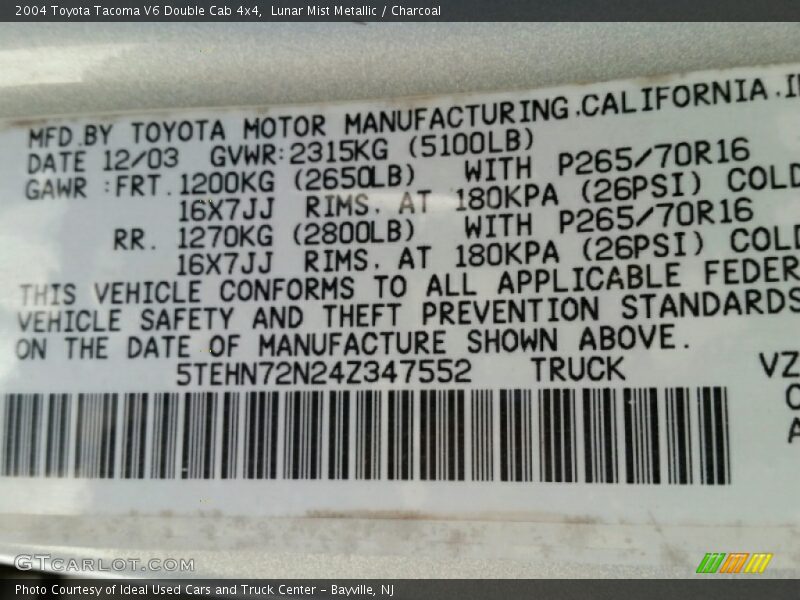 2004 Toyota Tacoma V6 Double Cab 4x4,  Lunar Mist Metallic / Charcoal
MFD.BY TOYOTA MOTOR MANUFACTURING.CALIFORNIA.
DATE 12/03 GVWR:2315KG (5100LB)
GAWR :FRT.1200KG (2650LB) WITH P265/70R16
16X7JJ RIMS. AT 180KPA (26PSI) COLD
RR. 1270KG (2800LB) WITH P265/70R16
16X7JJ RIMS. AT 180KPA (26PSI) COLD
THIS VEHICLE CONFORMS TO ALL APPLICABLE FEDER
VEHICLE SAFETY AND THEFT PREVENTION STANDARDS
ON THE DATE OF MANUFACTURE SHOWN ABOVE.
5TEHN72N24Z347552 TRUCK VZ
GTCARLOT.COM
Photo Courtesy of Ideal Used Cars and Truck Center - Bayville, NJ